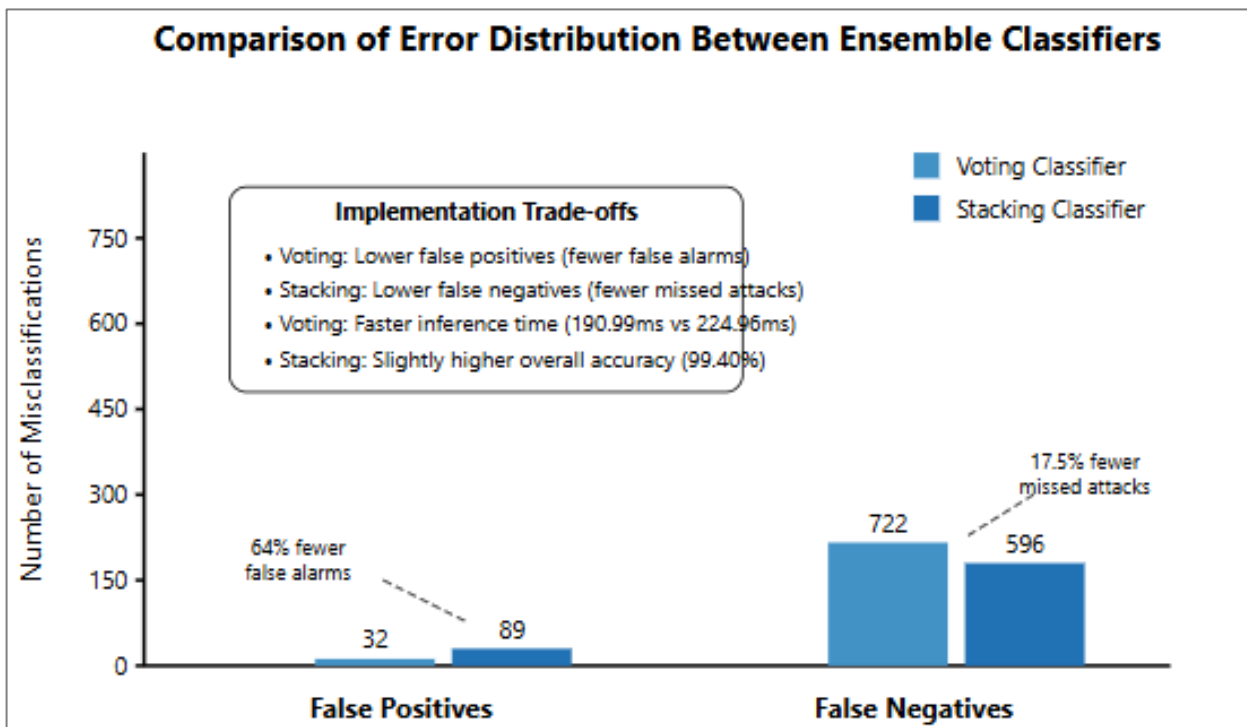 Comparison of Error Distribution Between Ensemble Classifiers
Voting Classifier
Stacking Classifier
Implementation Trade-offs
• Voting: Lower false positives (fewer false alarms)
• Stacking: Lower false negatives (fewer missed attacks)
• Voting: Faster inference time (190.99ms vs 224.96ms)
• Stacking: Slightly higher overall accuracy (99.40%)
Number of Misclassifications
750
600
450
300
150
0
64% fewer
false alarms
32
89
17.5% fewer
missed attacks
722
596
False Positives
False Negatives